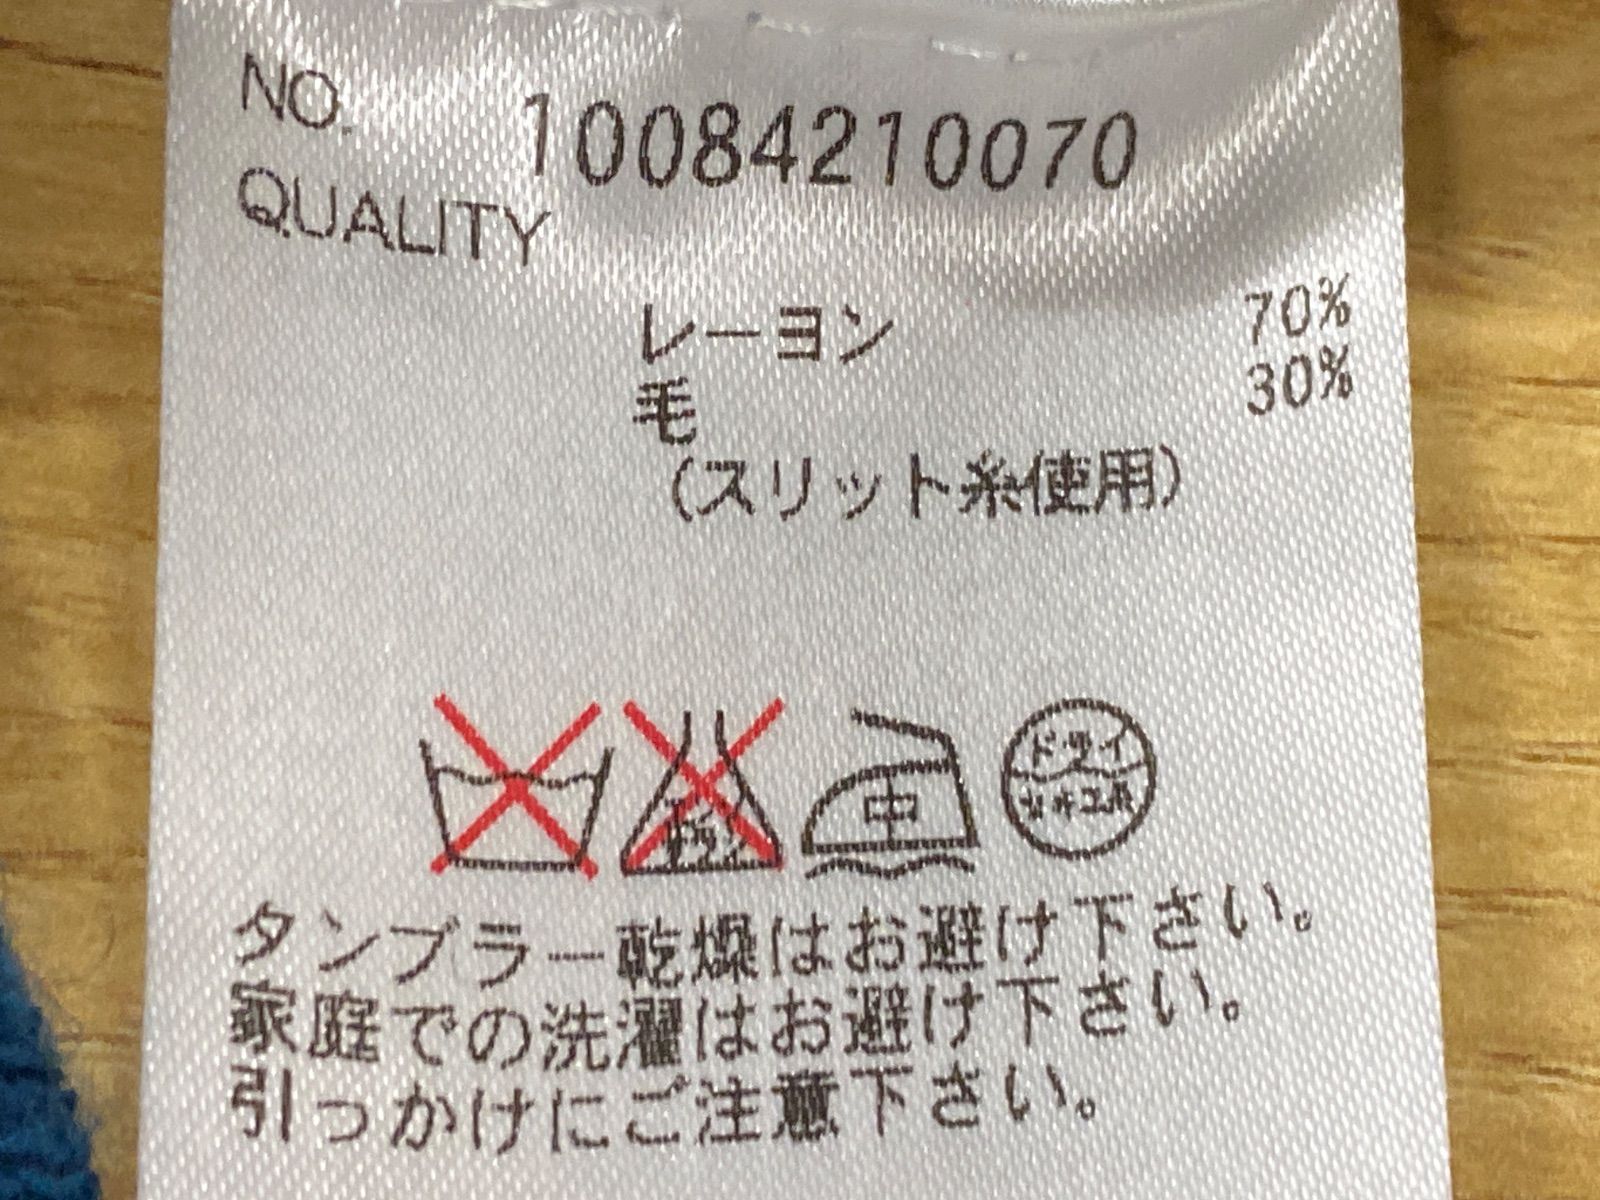 NO. 10084210070
QUALITY
レーヨン 70%
毛 30%
(スリット糸使用)
中
ドライ
セキユ系
タンブラー乾燥はお避け下さい。
家庭での洗濯はお避け下さい。
引っかけにご注意下さい。